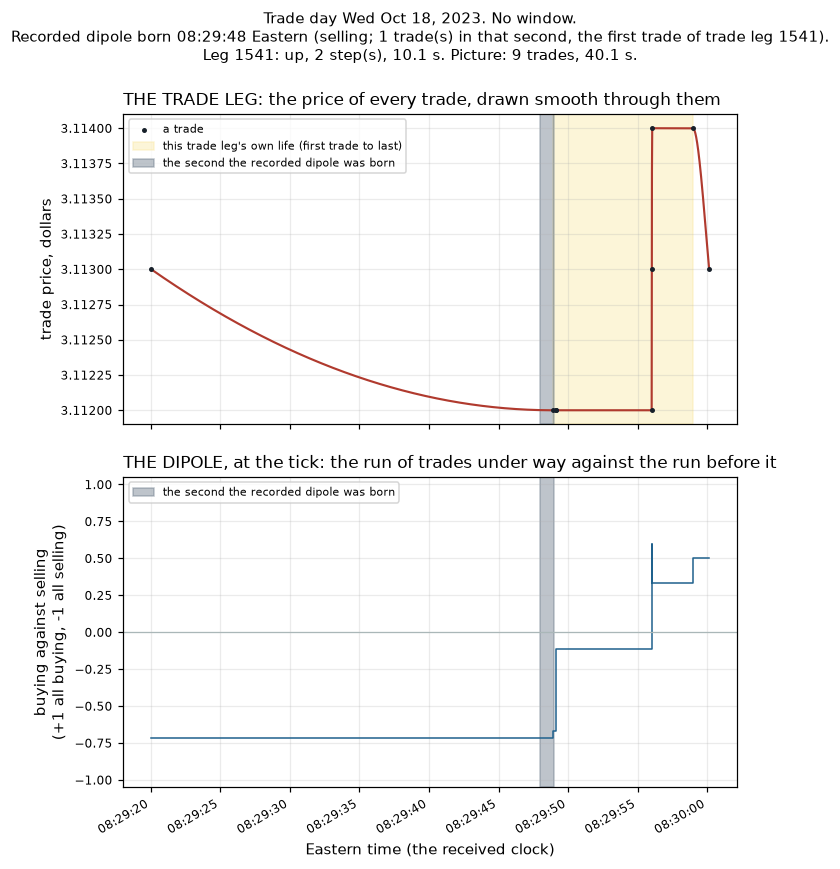 Trade day Wed Oct 18, 2023. No window.
Recorded dipole born 08:29:48 Eastern (selling; 1 trade(s) in that second, the first trade of trade leg 1541).
Leg 1541: up, 2 step(s), 10.1 s. Picture: 9 trades, 40.1 s.
THE TRADE LEG: the price of every trade, drawn smooth through them
a trade
this trade leg's own life (first trade to last)
the second the recorded dipole was born
3.11400
3.11375
3.11350
3.11325
3.11300
3.11275
3.11250
3.11225
3.11200
trade price, dollars
THE DIPOLE, at the tick: the run of trades under way against the run before it
the second the recorded dipole was born
1.00
0.75
0.50
0.25
0.00
−0.25
−0.50
−0.75
−1.00
buying against selling
(+1 all buying, -1 all selling)
08:29:20
08:29:25
08:29:30
08:29:35
08:29:40
08:29:45
08:29:50
08:29:55
08:30:00
Eastern time (the received clock)